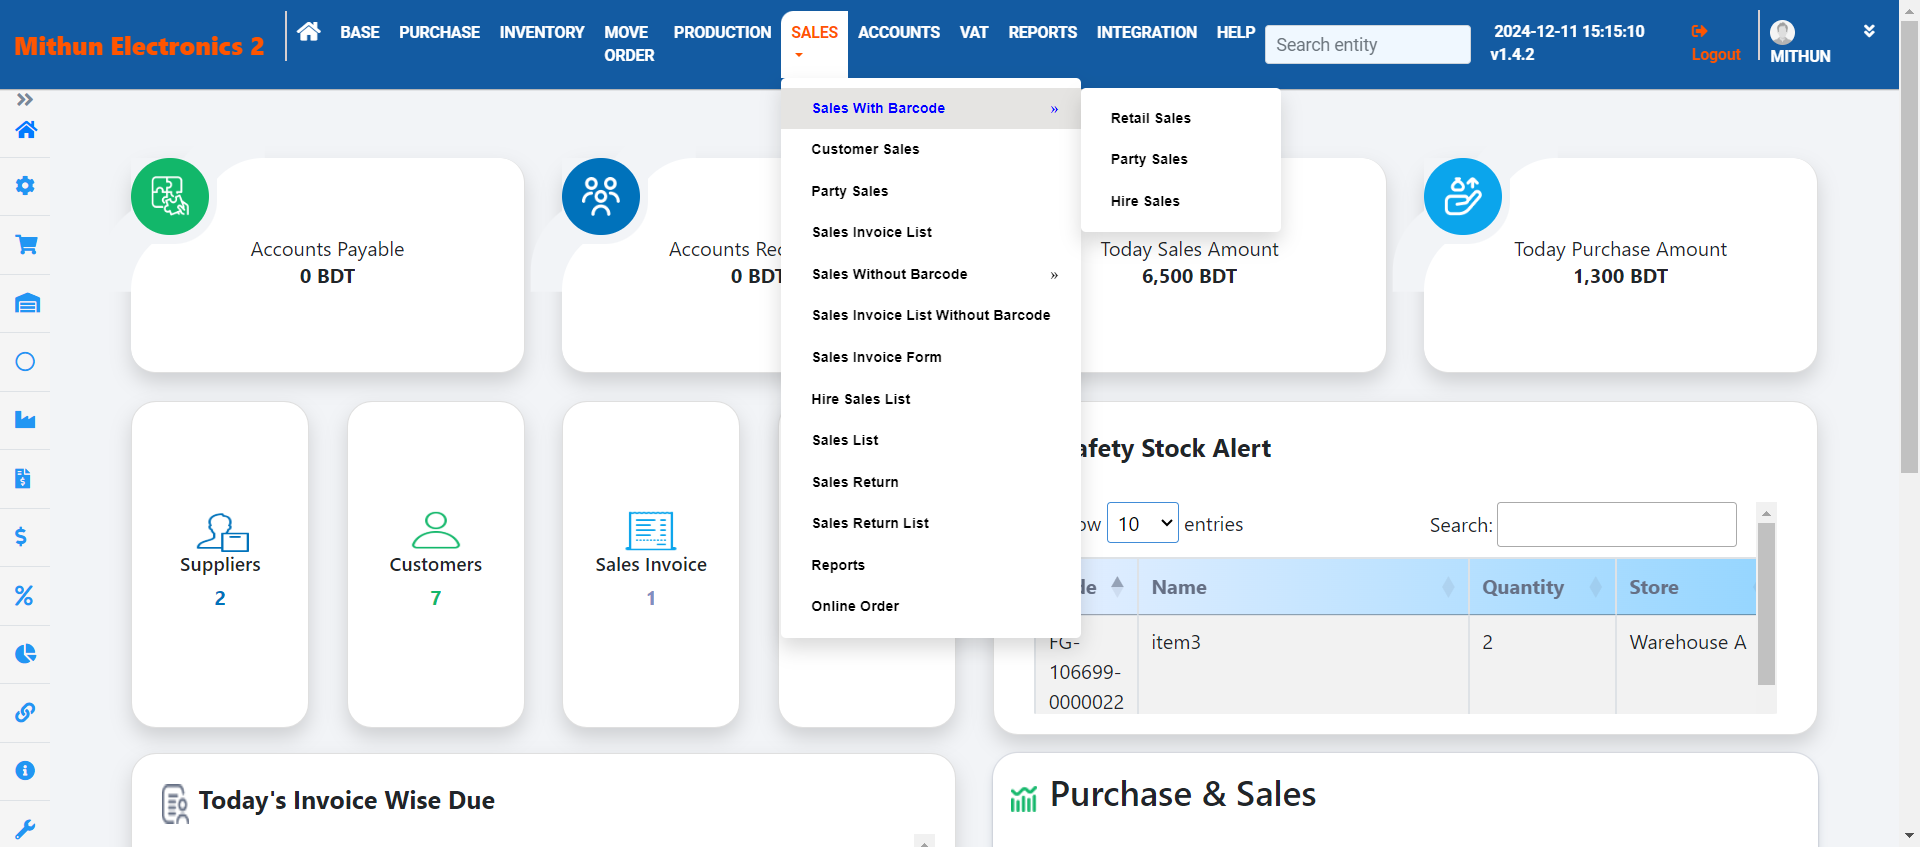 Mithun Electronics 2
BASE
PURCHASE
INVENTORY
MOVE
ORDER
PRODUCTION
SALES
ACCOUNTS
VAT
REPORTS
INTEGRATION
HELP
Search entity
2024-12-11 15:15:10
v1.4.2
Logout
MITHUN
Sales With Barcode »
Customer Sales
Party Sales
Sales Invoice List
Sales Without Barcode »
Sales Invoice List Without Barcode
Sales Invoice Form
Hire Sales List
Sales List
Sales Return
Sales Return List
Reports
Online Order
Retail Sales
Party Sales
Hire Sales
Accounts Payable
0 BDT
Accounts
0 BDT
Today Sales Amount
6,500 BDT
Today Purchase Amount
1,300 BDT
Suppliers
2
Customers
7
Sales Invoice
1
Stock Alert
10 entries
Search:
Name Quantity Store
FG-
106699-
0000022
item3 2 Warehouse A
Today's Invoice Wise Due
Purchase & Sales